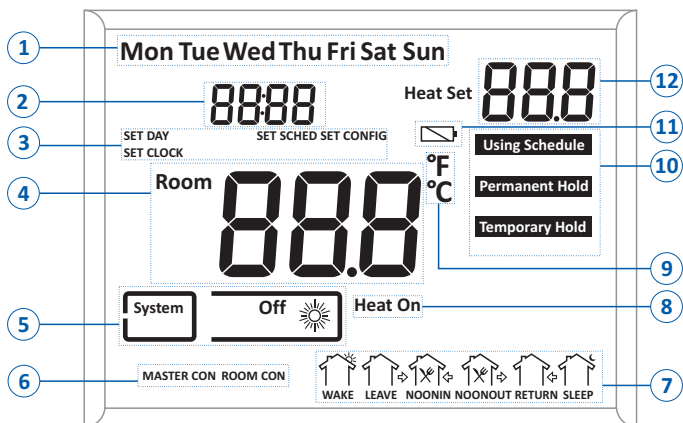 1
Mon Tue Wed Thu Fri Sat Sun
2
88:88
Heat Set
88.8
12
3
SET DAY
SET SCHED SET CONFIG
SET CLOCK
11
Using Schedule
10
4
Room
88.8
°F
°C
Permanent Hold
Temporary Hold
9
5
System
Off
Heat On
8
6
MASTER CON ROOM CON
WAKE LEAVE NOONIN NOONOUT RETURN SLEEP
7